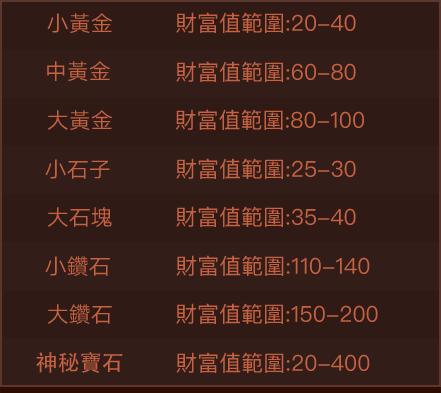 小黃金 財富值範圍:20–40
中黃金 財富值範圍:60–80
大黃金 財富值範圍:80–100
小石子 財富值範圍:25–30
大石塊 財富值範圍:35–40
小鑽石 財富值範圍:110–140
大鑽石 財富值範圍:150–200
神秘寶石 財富值範圍:20–400